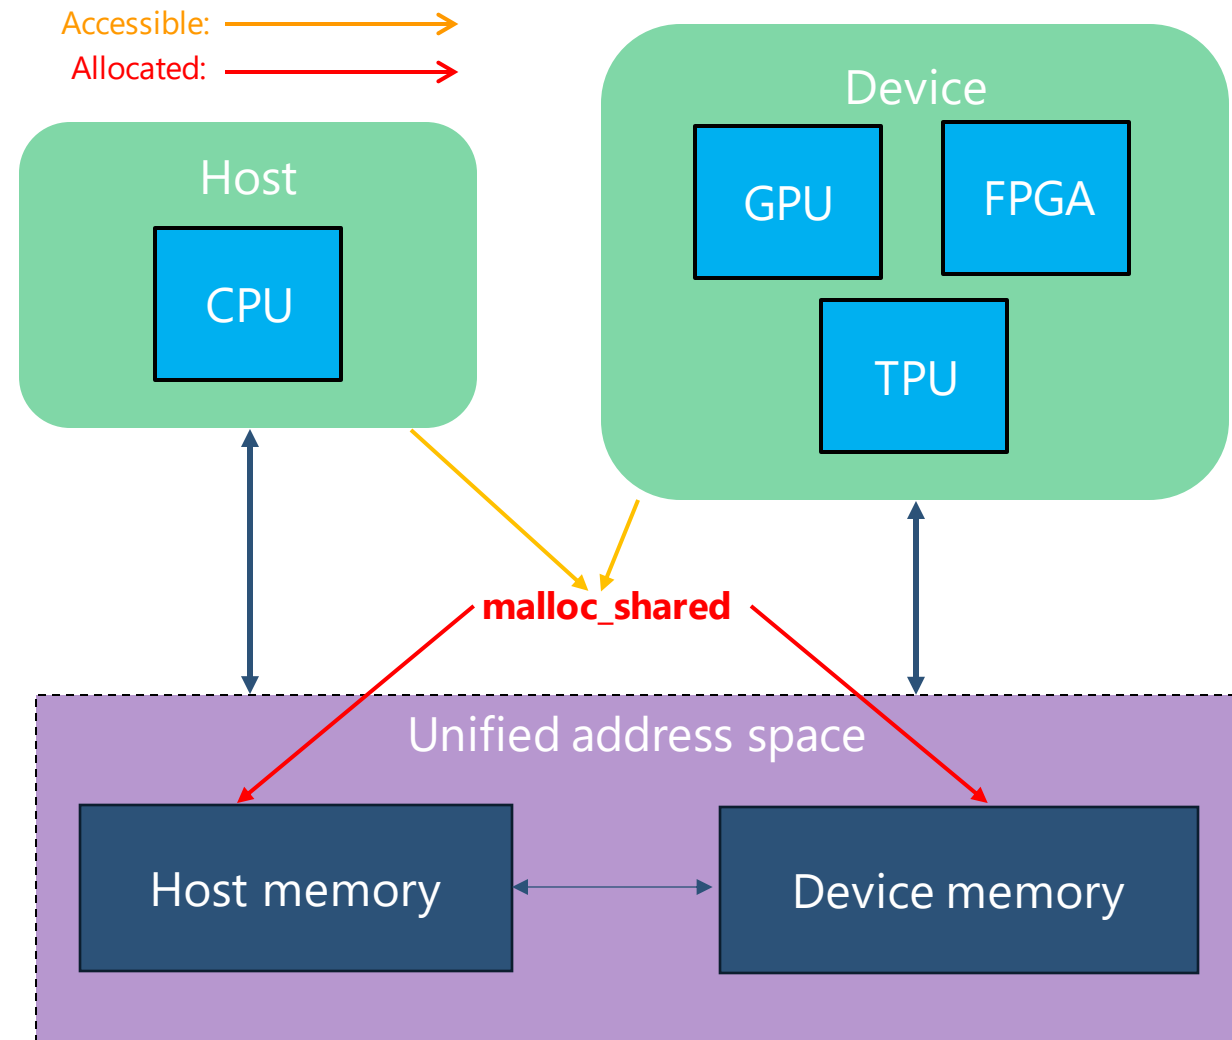 Accessible:
Allocated:
Device
Host
GPU
FPGA
CPU
TPU
malloc_shared
Unified address space
Host memory
Device memory